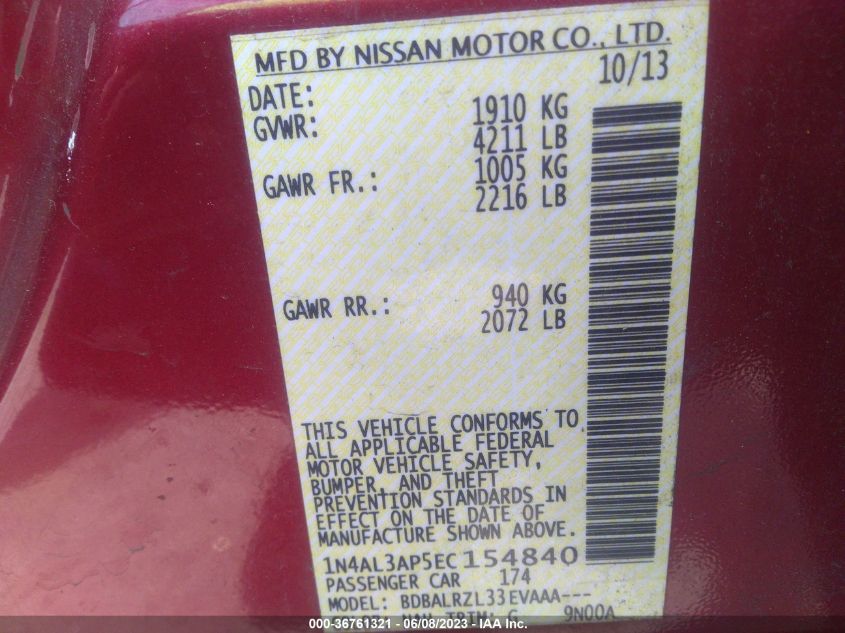 MFD BY NISSAN MOTOR CO., LTD.
DATE: 10/13
GVWR: 1910 KG
4211 LB
GAWR FR.: 1005 KG
2216 LB
GAWR RR.: 940 KG
2072 LB
THIS VEHICLE CONFORMS TO
ALL APPLICABLE FEDERAL
MOTOR VEHICLE SAFETY,
BUMPER, AND THEFT
PREVENTION STANDARDS IN
EFFECT ON THE DATE OF
MANUFACTURE SHOWN ABOVE.
1N4AL3AP5EC154840
PASSENGER CAR 174
MODEL: BDBALRZL33EVAAA---
TRIM: G 9N00A
000-36761321 - 06/08/2023 - © IAA Inc.